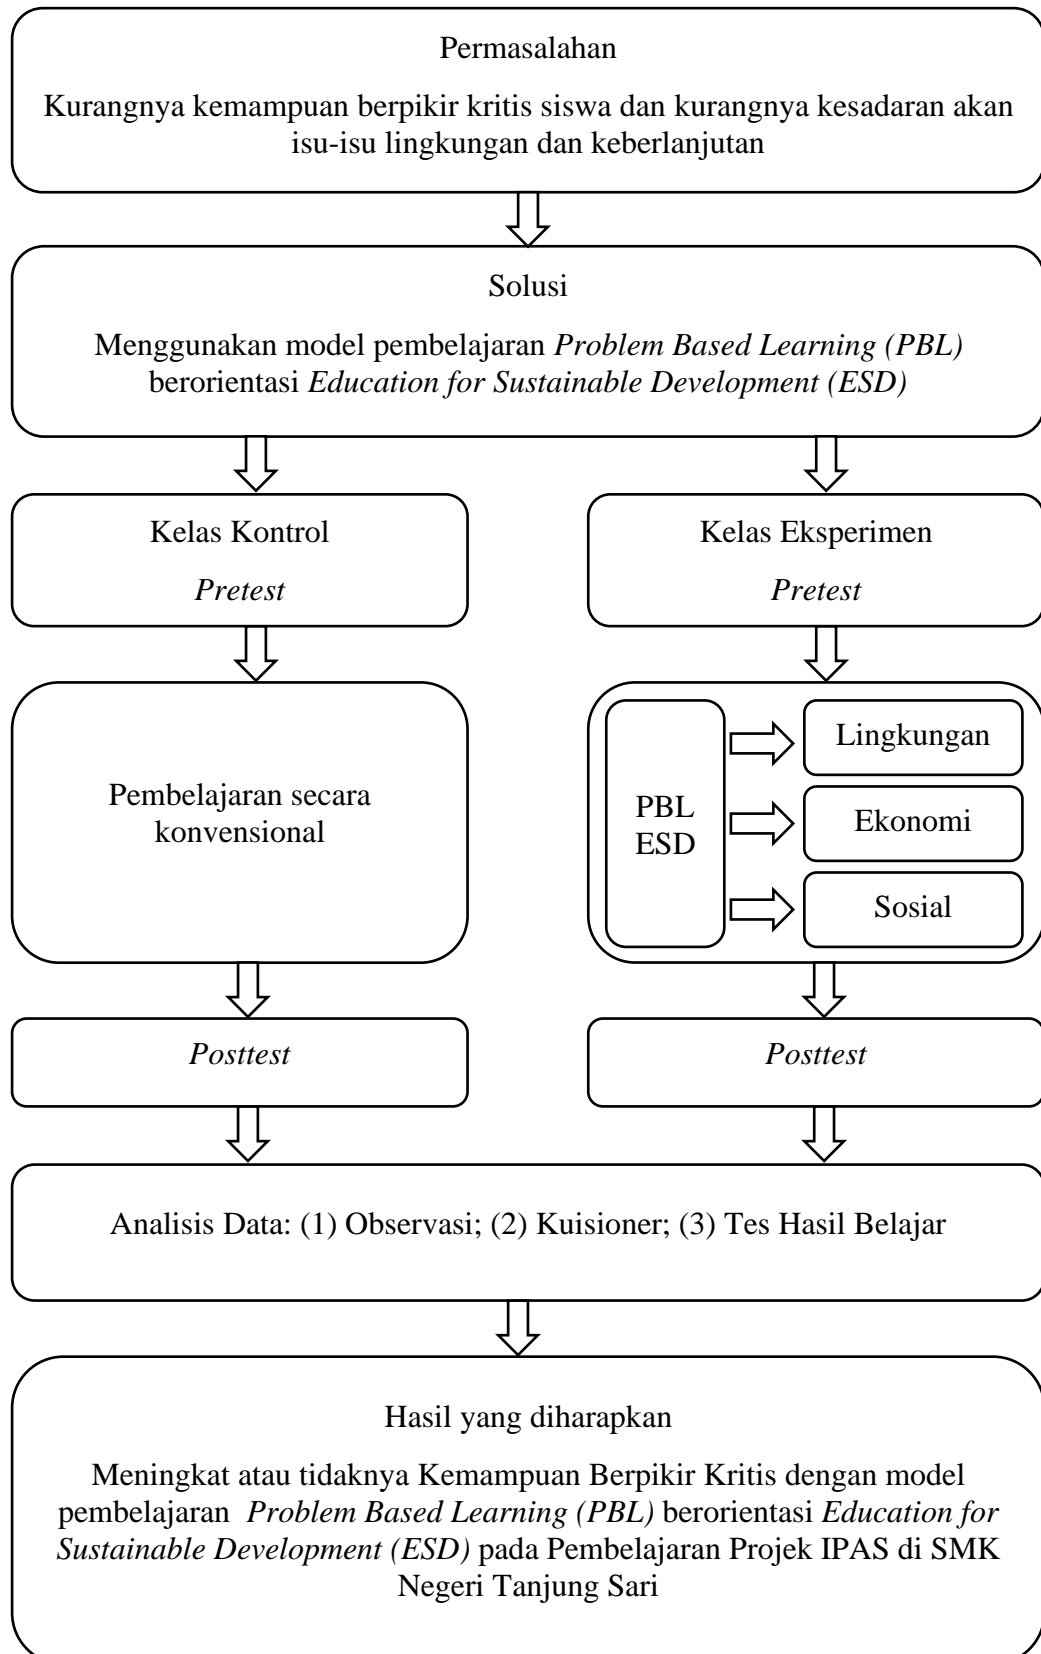 Permasalahan
Kurangnya kemampuan berpikir kritis siswa dan kurangnya kesadaran akan
isu-isu lingkungan dan keberlanjutan
Solusi
Menggunakan model pembelajaran Problem Based Learning (PBL)
berorientasi Education for Sustainable Development (ESD)
Kelas Kontrol
Pretest
Kelas Eksperimen
Pretest
Pembelajaran secara
konvensional
PBL
ESD
Lingkungan
Ekonomi
Sosial
Posttest
Posttest
Analisis Data: (1) Observasi; (2) Kuisioner; (3) Tes Hasil Belajar
Hasil yang diharapkan
Meningkat atau tidaknya Kemampuan Berpikir Kritis dengan model
pembelajaran Problem Based Learning (PBL) berorientasi Education for
Sustainable Development (ESD) pada Pembelajaran Projek IPAS di SMK
Negeri Tanjung Sari